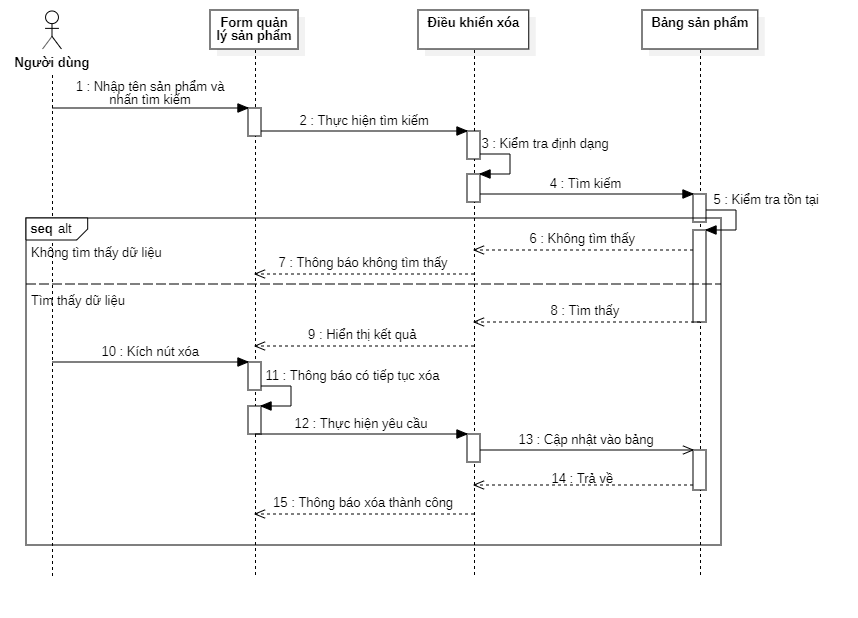 Form quản
lý sản phẩm
Điều khiển xóa
Bảng sản phẩm
Người dùng
1 : Nhập tên sản phẩm và
nhấn tìm kiếm
2 : Thực hiện tìm kiếm
3 : Kiểm tra định dạng
4 : Tìm kiếm
5 : Kiểm tra tồn tại
seq alt
6 : Không tìm thấy
Không tìm thấy dữ liệu
7 : Thông báo không tìm thấy
Tìm thấy dữ liệu
8 : Tìm thấy
9 : Hiển thị kết quả
10 : Kích nút xóa
11 : Thông báo có tiếp tục xóa
12 : Thực hiện yêu cầu
13 : Cập nhật vào bảng
14 : Trả về
15 : Thông báo xóa thành công